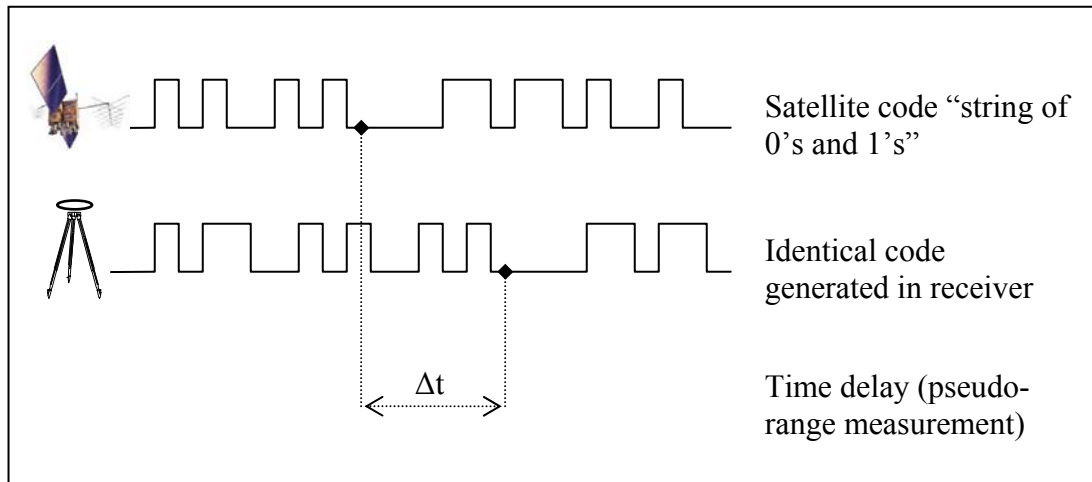 Satellite code “string of
0’s and 1’s”
Identical code
generated in receiver
Δt
Time delay (pseudo-
range measurement)